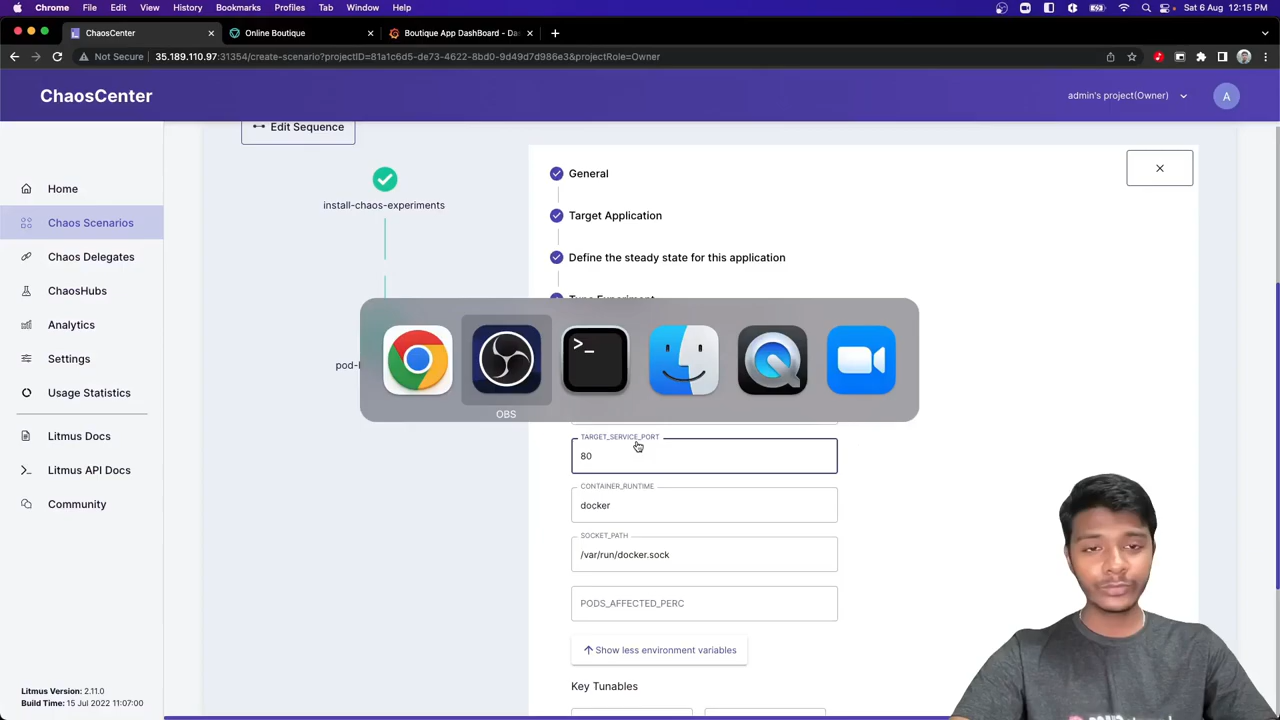 Chrome File Edit View History Bookmarks Profiles Tab Window Help
Sat 6 Aug 12:15 PM
ChaosCenter
Online Boutique
Boutique App DashBoard - Da
Not Secure 35.189.110.97:31354/create-scenario?projectID=81a1c6d5-de73-4622-8bd0-9d49d7d986e3&projectRole=Owner
ChaosCenter
admin's project(Owner)
A
Home
Chaos Scenarios
Chaos Delegates
ChaosHubs
Analytics
Settings
Usage Statistics
Litmus Docs
Litmus API Docs
Community
Litmus Version: 2.11.0
Build Time: 15 Jul 2022 11:07:00
Edit Sequence
install-chaos-experiments
General
Target Application
Define the steady state for this application
Tune Experiment
OBS
TARGET_SERVICE_PORT
80
CONTAINER_RUNTIME
docker
SOCKET_PATH
/var/run/docker.sock
PODS_AFFECTED_PERC
Show less environment variables
Key Tunables